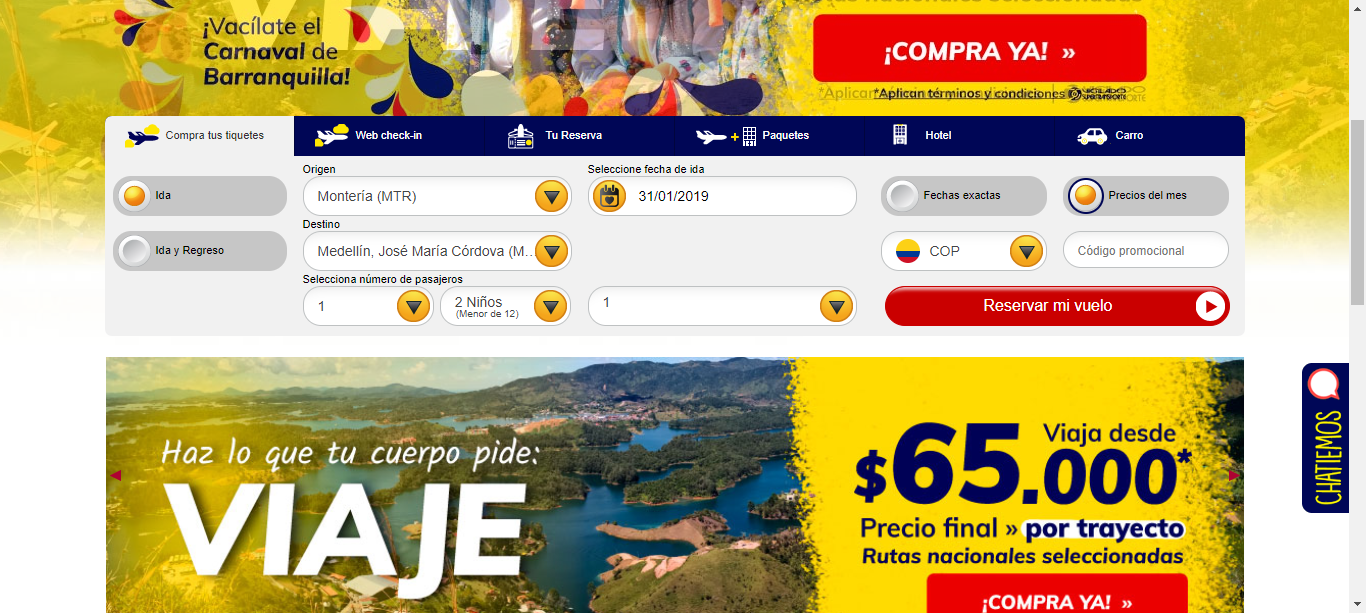 ¡Vacílate el
Carnaval de
Barranquilla!
¡COMPRA YA! »
*Aplican términos y condiciones
Compra tus tiquetes
Web check-in
Tu Reserva
Paquetes
Hotel
Carro
Ida
Ida y Regreso
Origen
Montería (MTR)
Destino
Medellín, José María Córdova (M...
Selecciona número de pasajeros
1
2 Niños
(Menor de 12)
Seleccione fecha de ida
31/01/2019
1
Fechas exactas
Precios del mes
COP
Código promocional
Reservar mi vuelo
Haz lo que tu cuerpo pide:
VIAJE
Viaja desde
$65.000*
Precio final » por trayecto
Rutas nacionales seleccionadas
¡COMPRA YA! »
CHATIEMOS